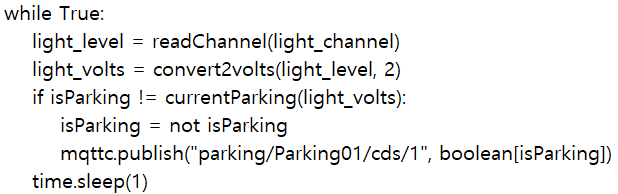 while True:
    light_level = readChannel(light_channel)
    light_volts = convert2volts(light_level, 2)
    if isParking != currentParking(light_volts):
        isParking = not isParking
        mqttc.publish("parking/Parking01/cds/1", boolean[isParking])
    time.sleep(1)